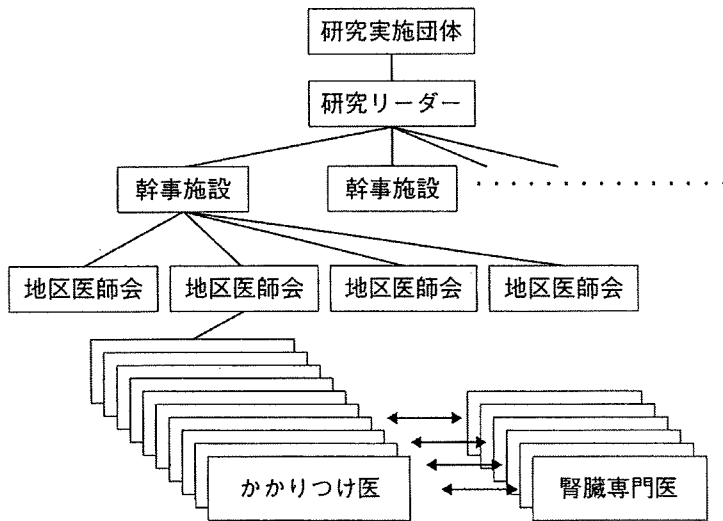 研究実施団体
研究リーダー
幹事施設
幹事施設
地区医師会
地区医師会
地区医師会
地区医師会
かかりつけ医
腎臓専門医